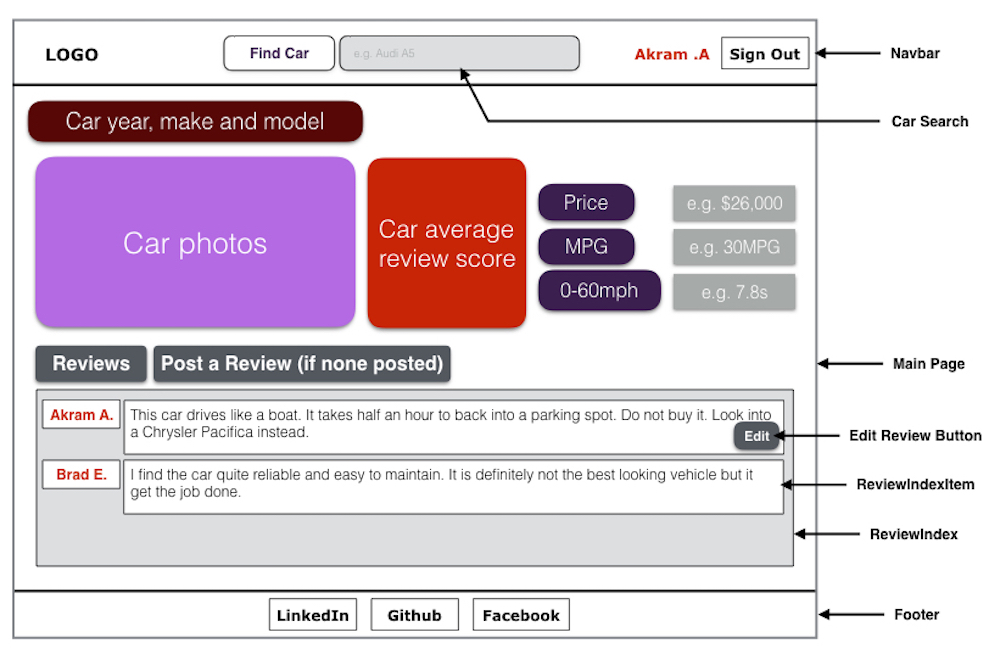 LOGO
Find Car
e.g. Audi A5
Akram .A
Sign Out
Navbar
Car Search
Car year, make and model
Car photos
Car average
review score
Price
e.g. $26,000
MPG
e.g. 30MPG
0-60mph
e.g. 7.8s
Reviews
Post a Review (if none posted)
Main Page
Akram A.
This car drives like a boat. It takes half an hour to back into a parking spot. Do not buy it. Look into
a Chrysler Pacifica instead.
Edit
Edit Review Button
Brad E.
I find the car quite reliable and easy to maintain. It is definitely not the best looking vehicle but it
get the job done.
ReviewIndexItem
ReviewIndex
LinkedIn
Github
Facebook
Footer